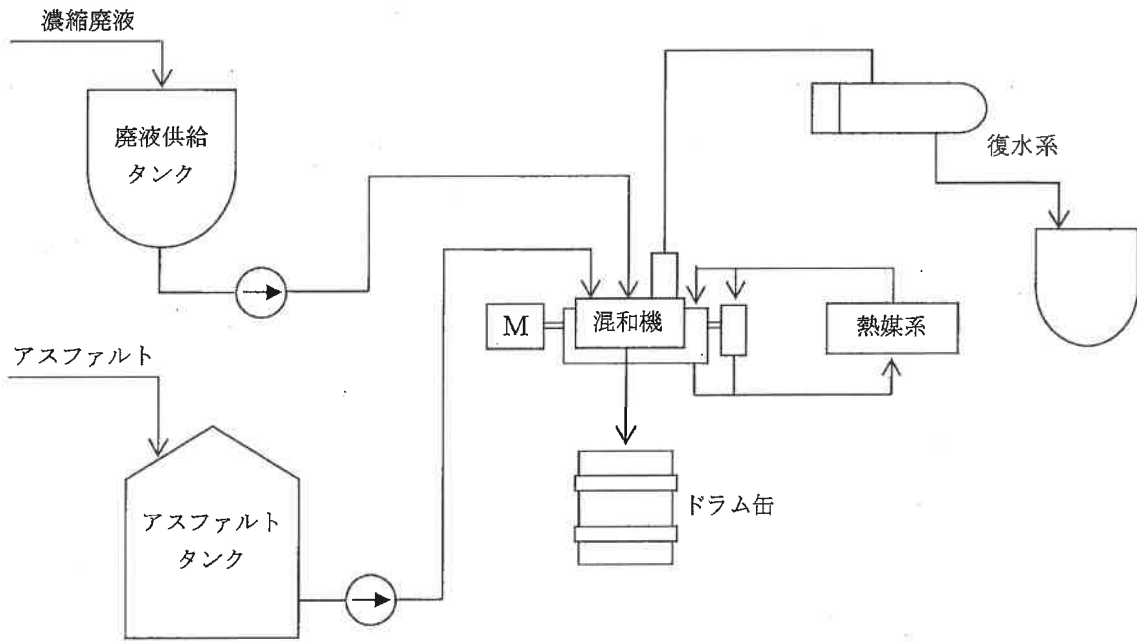 濃縮廃液
廃液供給
タンク
復水系
M
混和機
熱媒系
アスファルト
アスファルト
タンク
ドラム缶